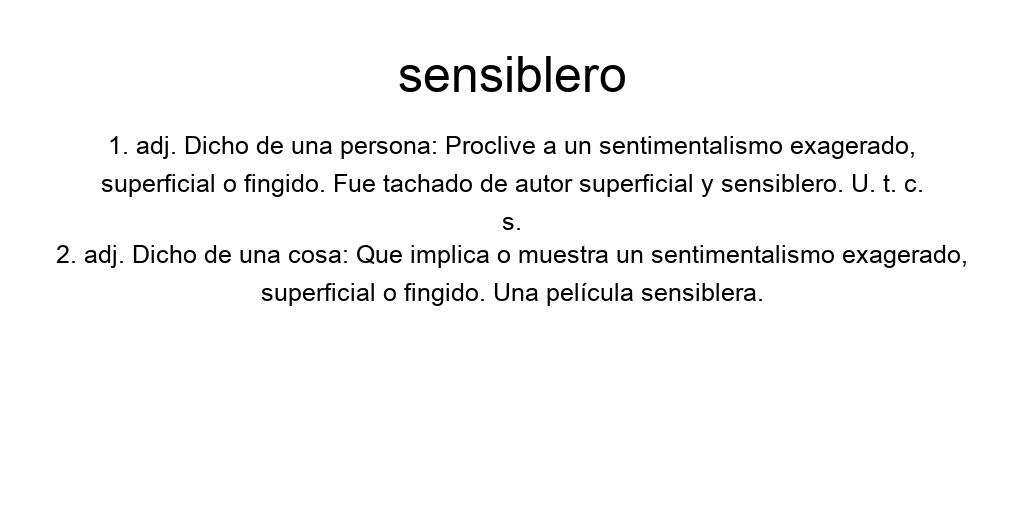 sensiblero
1. adj. Dicho de una persona: Proclive a un sentimentalismo exagerado,
superficial o fingido. Fue tachado de autor superficial y sensiblero. U. t. c.
s.
2. adj. Dicho de una cosa: Que implica o muestra un sentimentalismo exagerado,
superficial o fingido. Una película sensiblera.